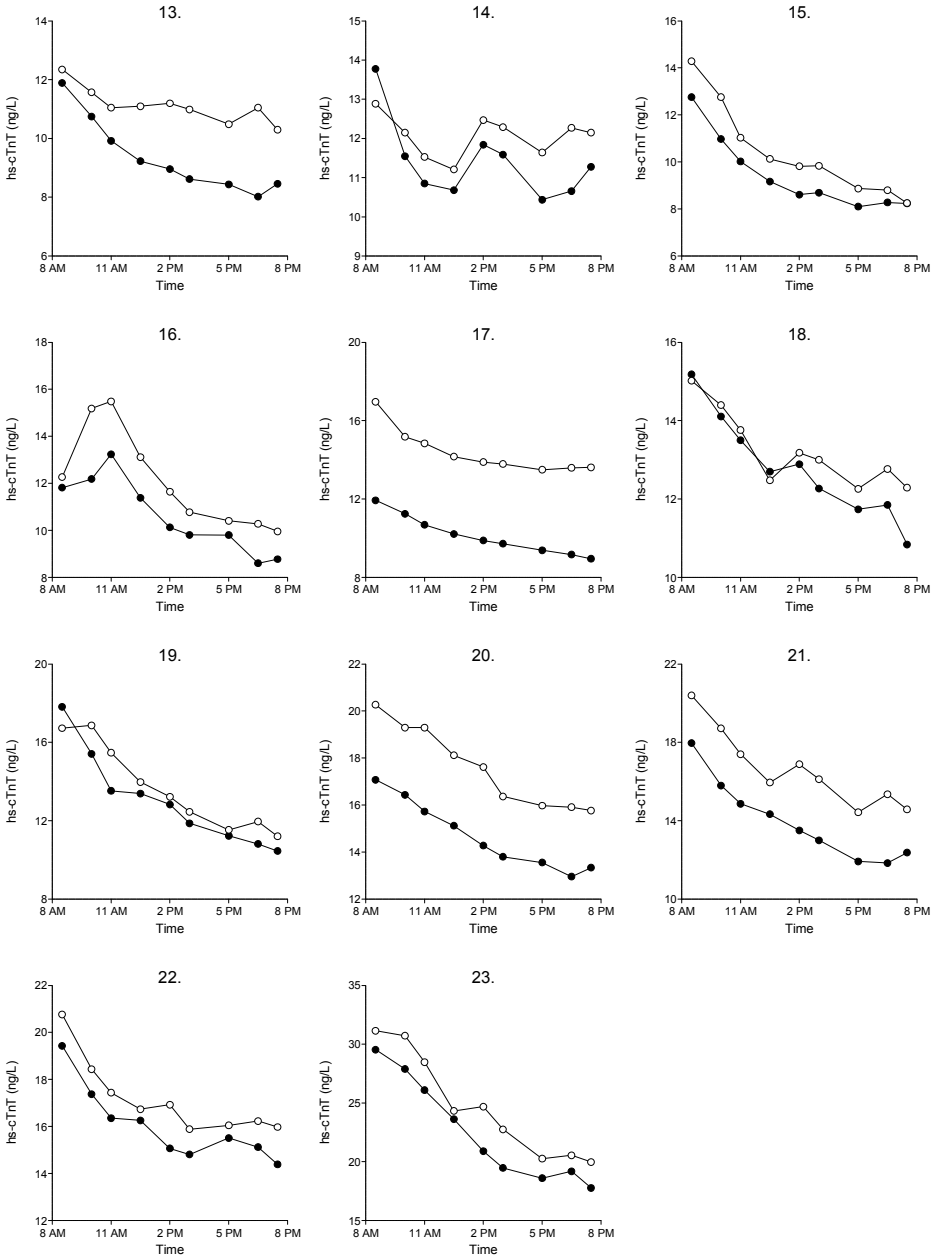 13. 14. 15.
14 15 16
12 14 14
13
10 12 12
11 10
8 10 8
6 9 6
hs-cTnT (ng/L) hs-cTnT (ng/L) hs-cTnT (ng/L)
8 AM 11 AM 2 PM 5 PM 8 PM 8 AM 11 AM 2 PM 5 PM 8 PM 8 AM 11 AM 2 PM 5 PM 8 PM
Time Time Time
16. 17. 18.
18 20 16
16
16 14
14
12 12 12
10
8 8 10
hs-cTnT (ng/L) hs-cTnT (ng/L) hs-cTnT (ng/L)
8 AM 11 AM 2 PM 5 PM 8 PM 8 AM 11 AM 2 PM 5 PM 8 PM 8 AM 11 AM 2 PM 5 PM 8 PM
Time Time Time
19. 20. 21.
20 22 22
20
16 18 18
16
12 14 14
8 12 10
hs-cTnT (ng/L) hs-cTnT (ng/L) hs-cTnT (ng/L)
8 AM 11 AM 2 PM 5 PM 8 PM 8 AM 11 AM 2 PM 5 PM 8 PM 8 AM 11 AM 2 PM 5 PM 8 PM
Time Time Time
22. 23.
22 35
20 30
18
16 25
14 20
12 15
hs-cTnT (ng/L) hs-cTnT (ng/L)
8 AM 11 AM 2 PM 5 PM 8 PM 8 AM 11 AM 2 PM 5 PM 8 PM
Time Time